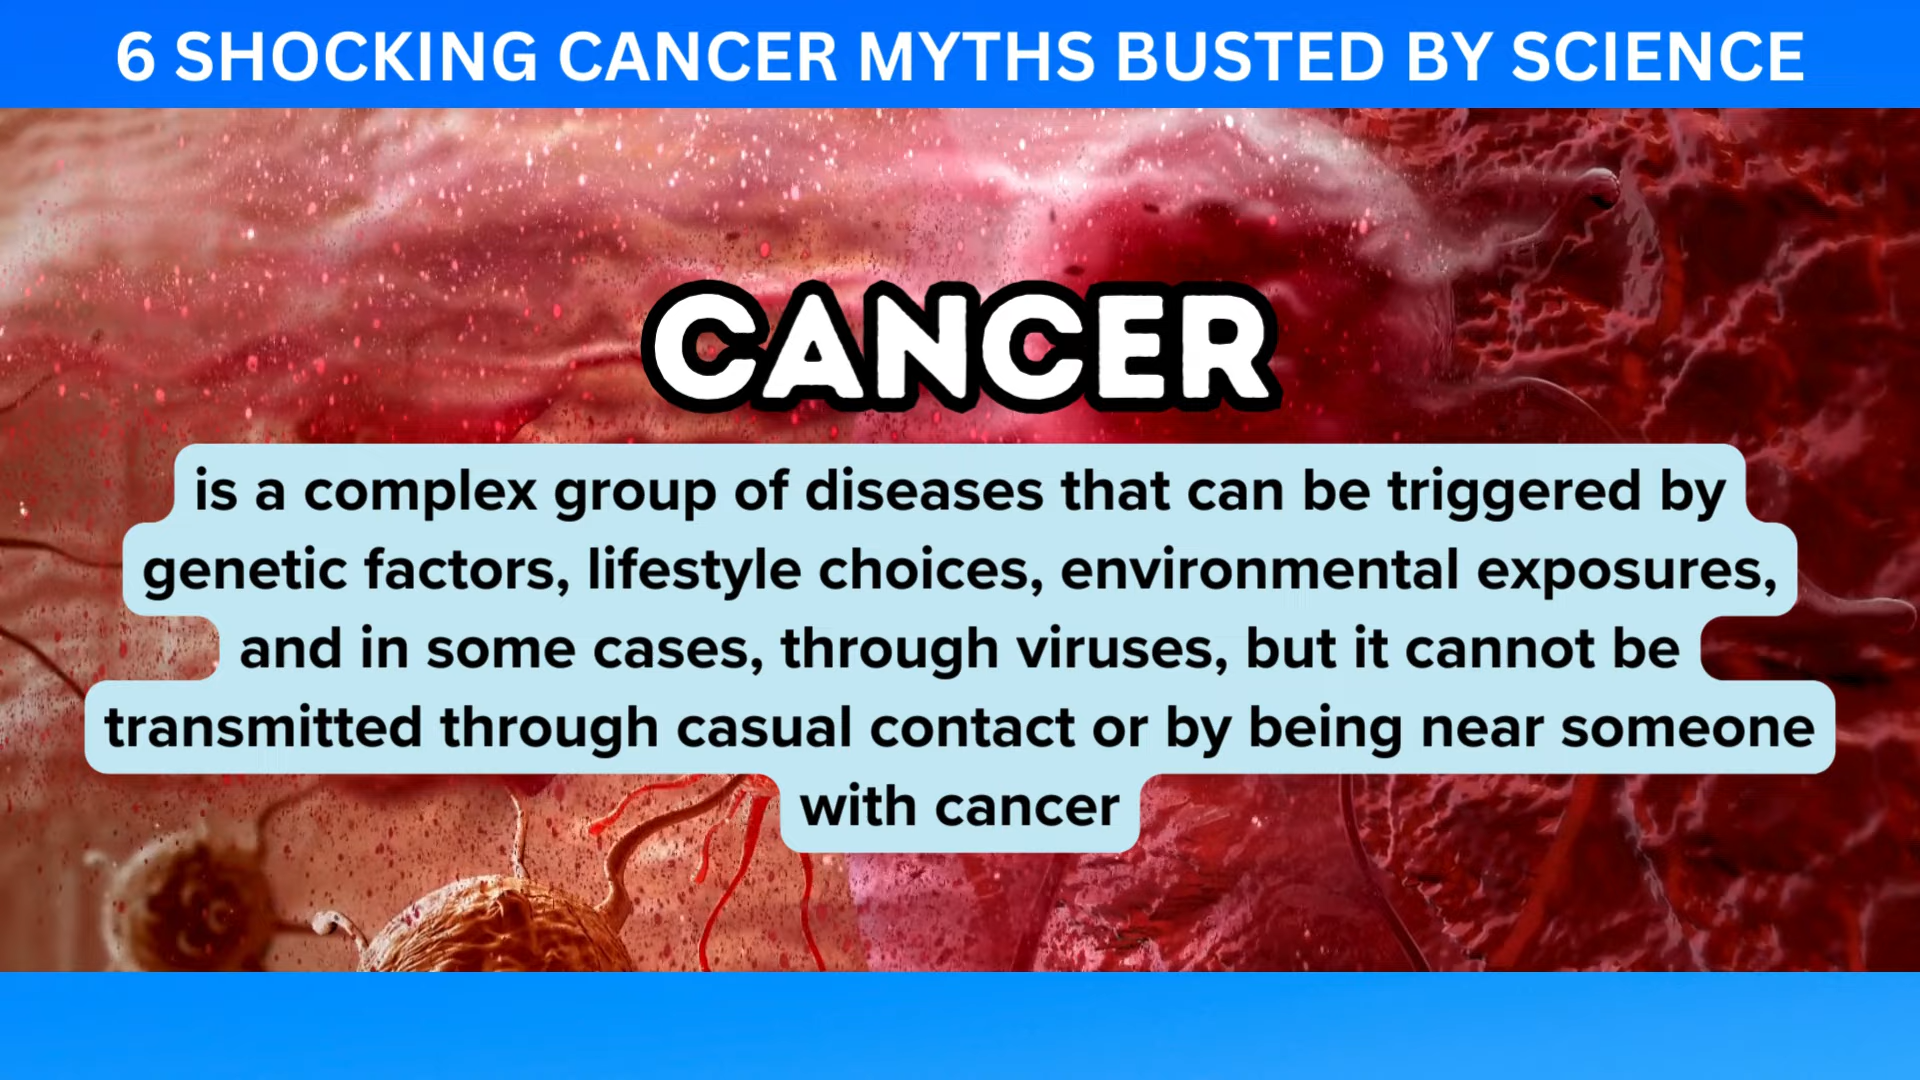 6 SHOCKING CANCER MYTHS BUSTED BY SCIENCE
CANCER
is a complex group of diseases that can be triggered by
genetic factors, lifestyle choices, environmental exposures,
and in some cases, through viruses, but it cannot be
transmitted through casual contact or by being near someone
with cancer